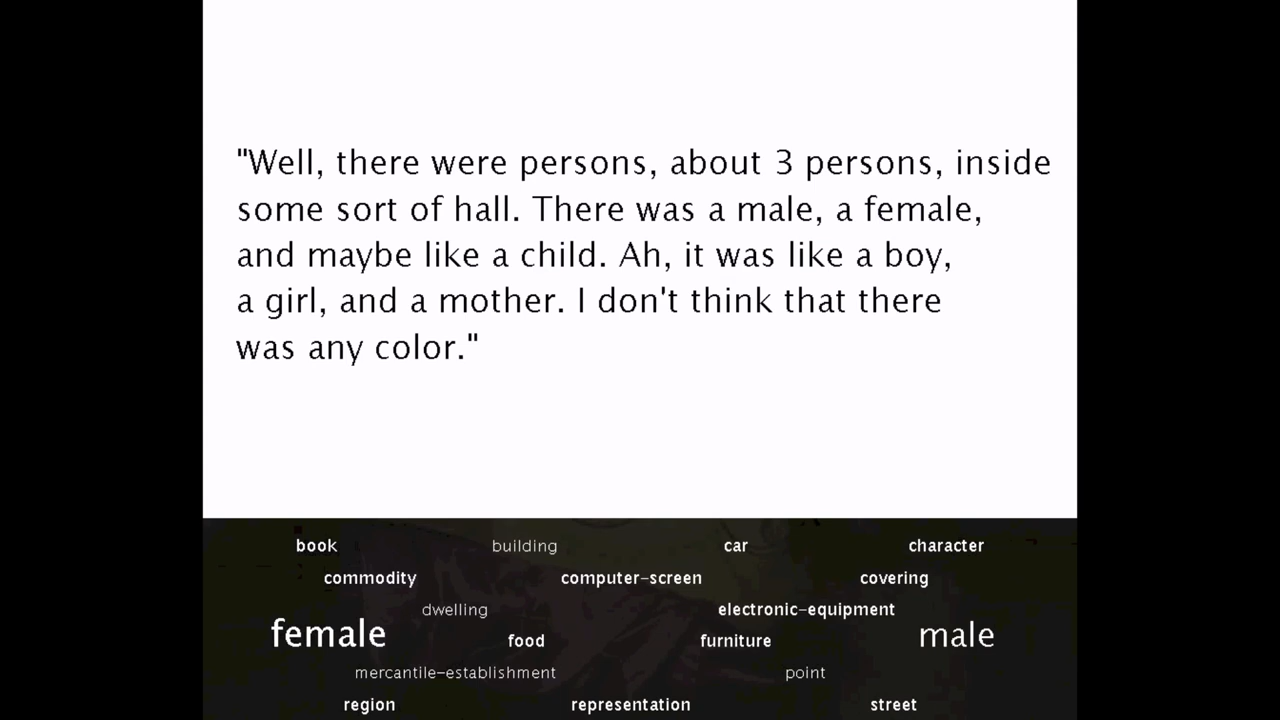 "Well, there were persons, about 3 persons, inside
some sort of hall. There was a male, a female,
and maybe like a child. Ah, it was like a boy,
a girl, and a mother. I don't think that there
was any color."
book building car character
commodity computer-screen covering
dwelling electronic-equipment
female food furniture male
mercantile-establishment point
region representation street